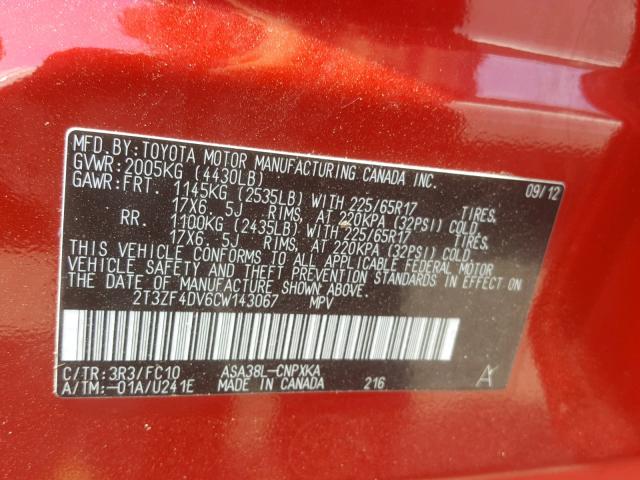 MFD.BY:TOYOTA MOTOR MANUFACTURING CANADA INC.
GVWR:2005KG (4430LB) 09/12
GAWR:FRT. 1145KG (2535LB) WITH 225/65R17 TIRES,
17X6.5J RIMS, AT 220KPA (32PSI) COLD.
RR. 1100KG (2435LB) WITH 225/65R17 TIRES,
17X6.5J RIMS, AT 220KPA (32PSI) COLD.
THIS VEHICLE CONFORMS TO ALL APPLICABLE FEDERAL MOTOR
VEHICLE SAFETY AND THEFT PREVENTION STANDARDS IN EFFECT ON
THE DATE OF MANUFACTURE SHOWN ABOVE.
2T3ZF4DV6CW143067 MPV
C/TR:3R3/FC10 ASA38L-CNPXKA
A/TM:-01A/U241E MADE IN CANADA 216 A